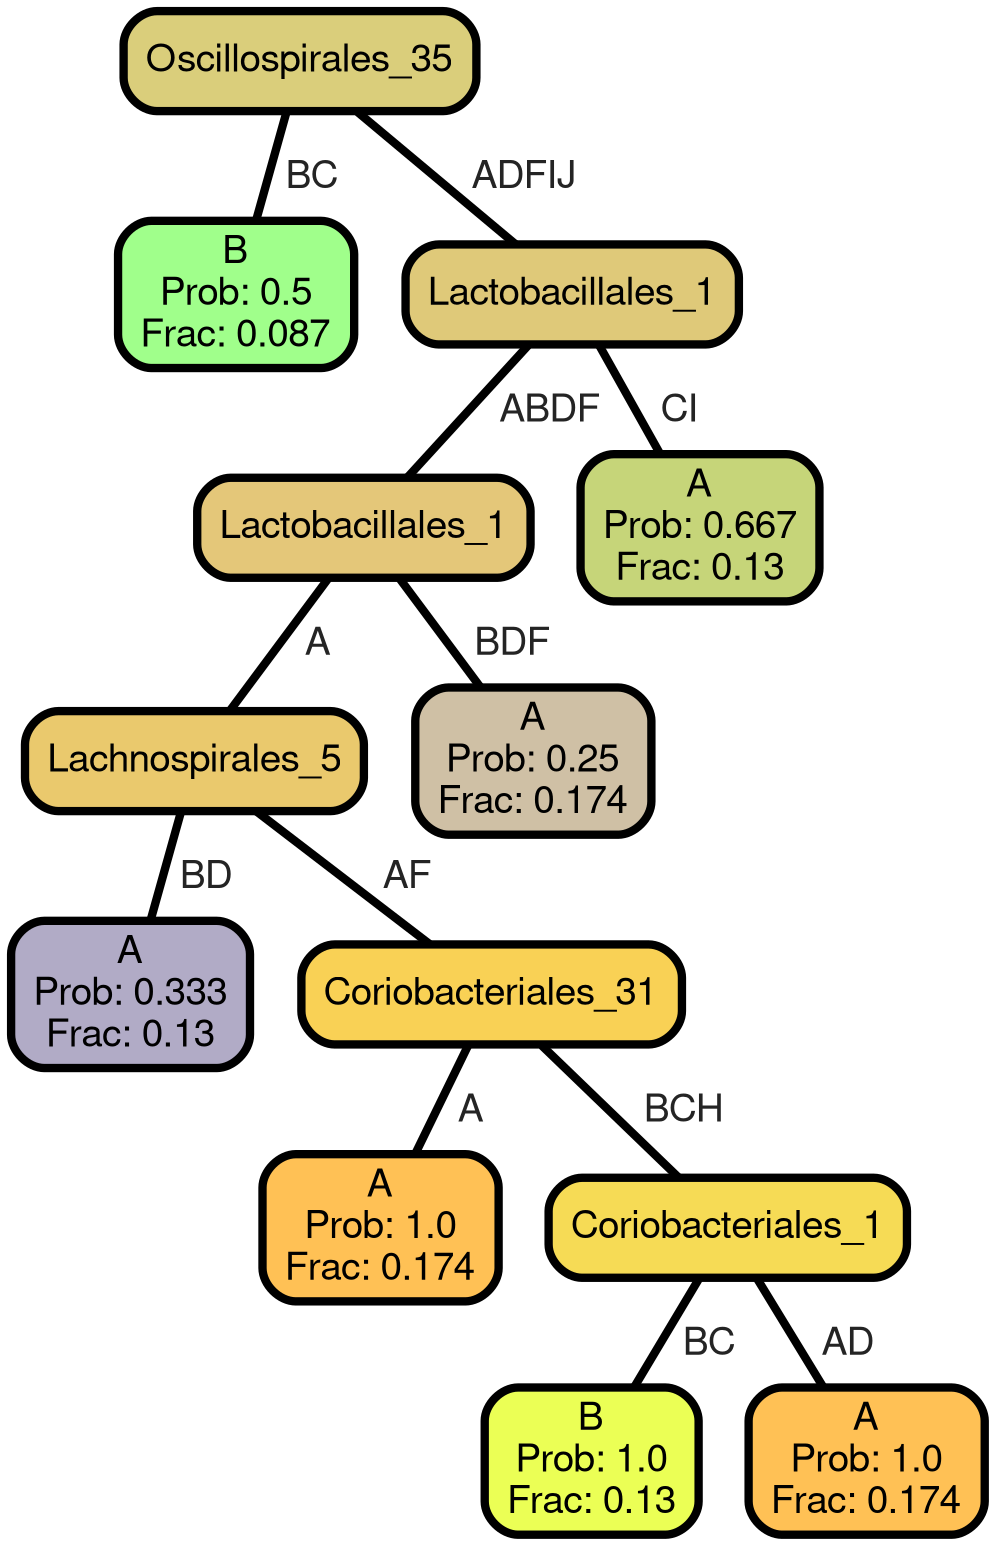 Oscillospirales_35
BC
ADFIJ
B
Prob: 0.5
Frac: 0.087
Lactobacillales_1
ABDF
CI
Lactobacillales_1
A
Prob: 0.667
Frac: 0.13
A
BDF
Lachnospirales_5
A
Prob: 0.25
Frac: 0.174
BD
AF
A
Prob: 0.333
Frac: 0.13
Coriobacteriales_31
A
BCH
A
Prob: 1.0
Frac: 0.174
Coriobacteriales_1
BC
AD
B
Prob: 1.0
Frac: 0.13
A
Prob: 1.0
Frac: 0.174